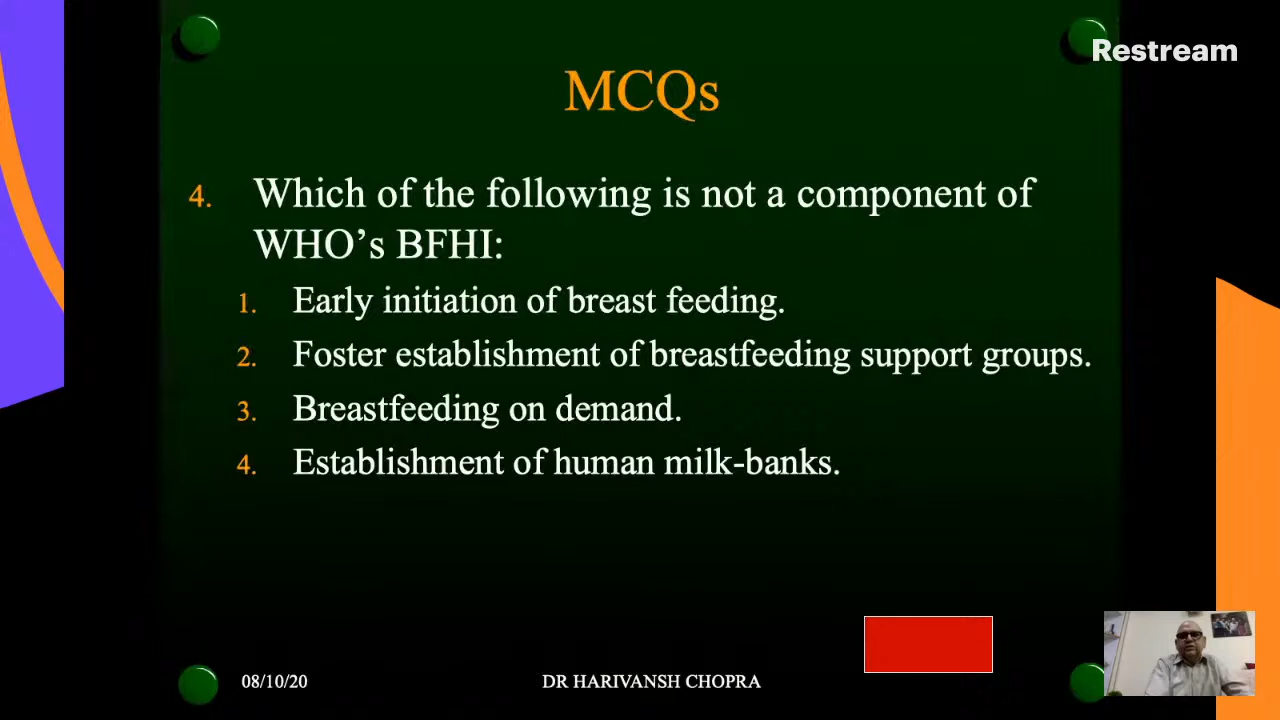 Restream
MCQs
4. Which of the following is not a component of
WHO’s BFHI:
1. Early initiation of breast feeding.
2. Foster establishment of breastfeeding support groups.
3. Breastfeeding on demand.
4. Establishment of human milk-banks.
08/10/20 DR HARIVANSH CHOPRA